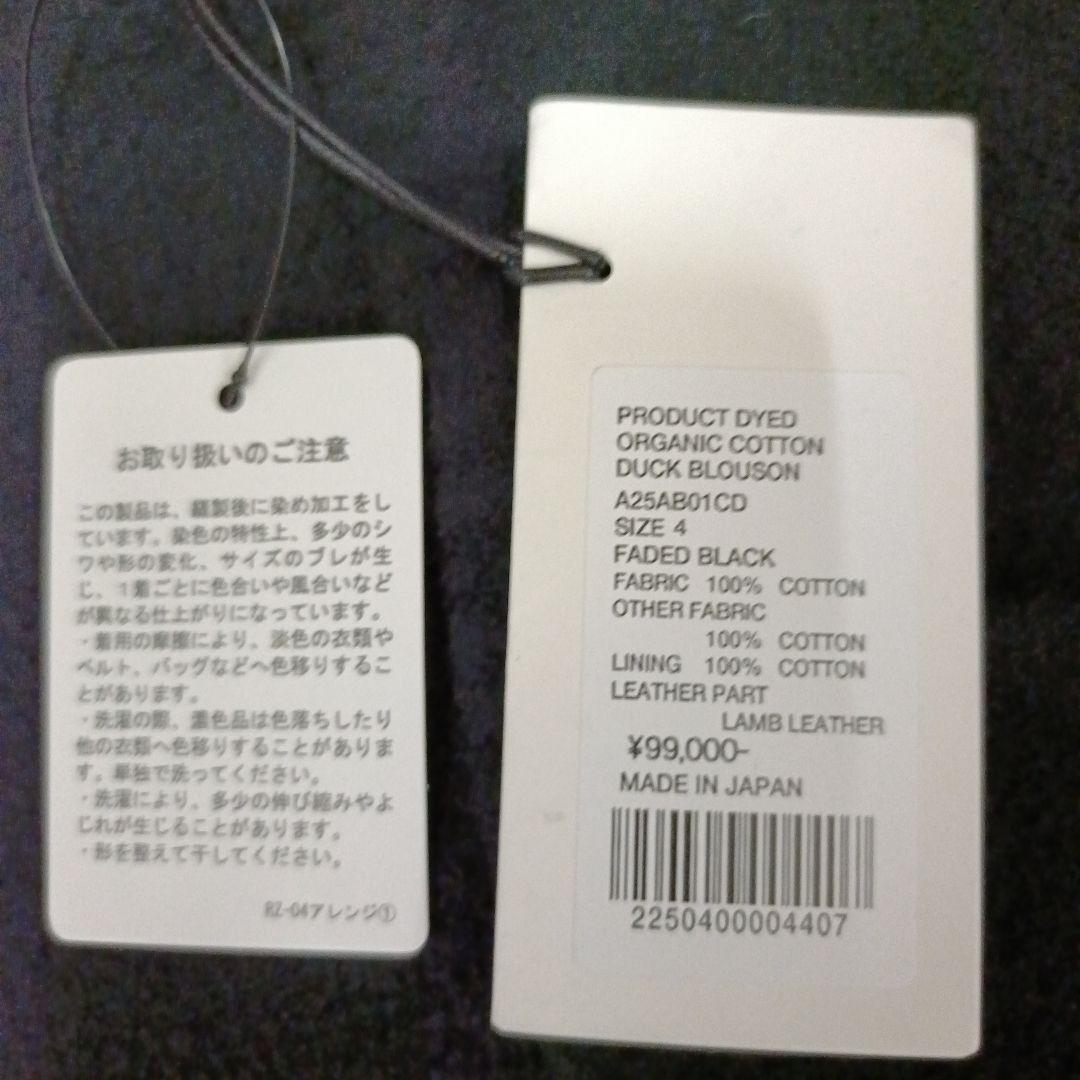 お取り扱いのご注意
この製品は、縫製後に染め加工をし
ています。染色の特性上、多少のシ
ワや形の変化、サイズのブレが生
じ、1着ごとに色合いや風合いなど
が異なる仕上がりになっています。
・着用の摩擦により、淡色の衣類や
ベルト、バッグなどへ色移りするこ
とがあります。
・洗濯の際、濃色品は色落ちしたり
他の衣類へ色移りすることがありま
す。単独で洗ってください。
・洗濯により、多少の伸び縮みやよ
じれが生じることがあります。
・形を整えて干してください。
RZ-04アレンジ①
PRODUCT DYED
ORGANIC COTTON
DUCK BLOUSON
A25AB01CD
SIZE 4
FADED BLACK
FABRIC 100% COTTON
OTHER FABRIC
100% COTTON
LINING 100% COTTON
LEATHER PART
LAMB LEATHER
¥99,000-
MADE IN JAPAN
2250400004407